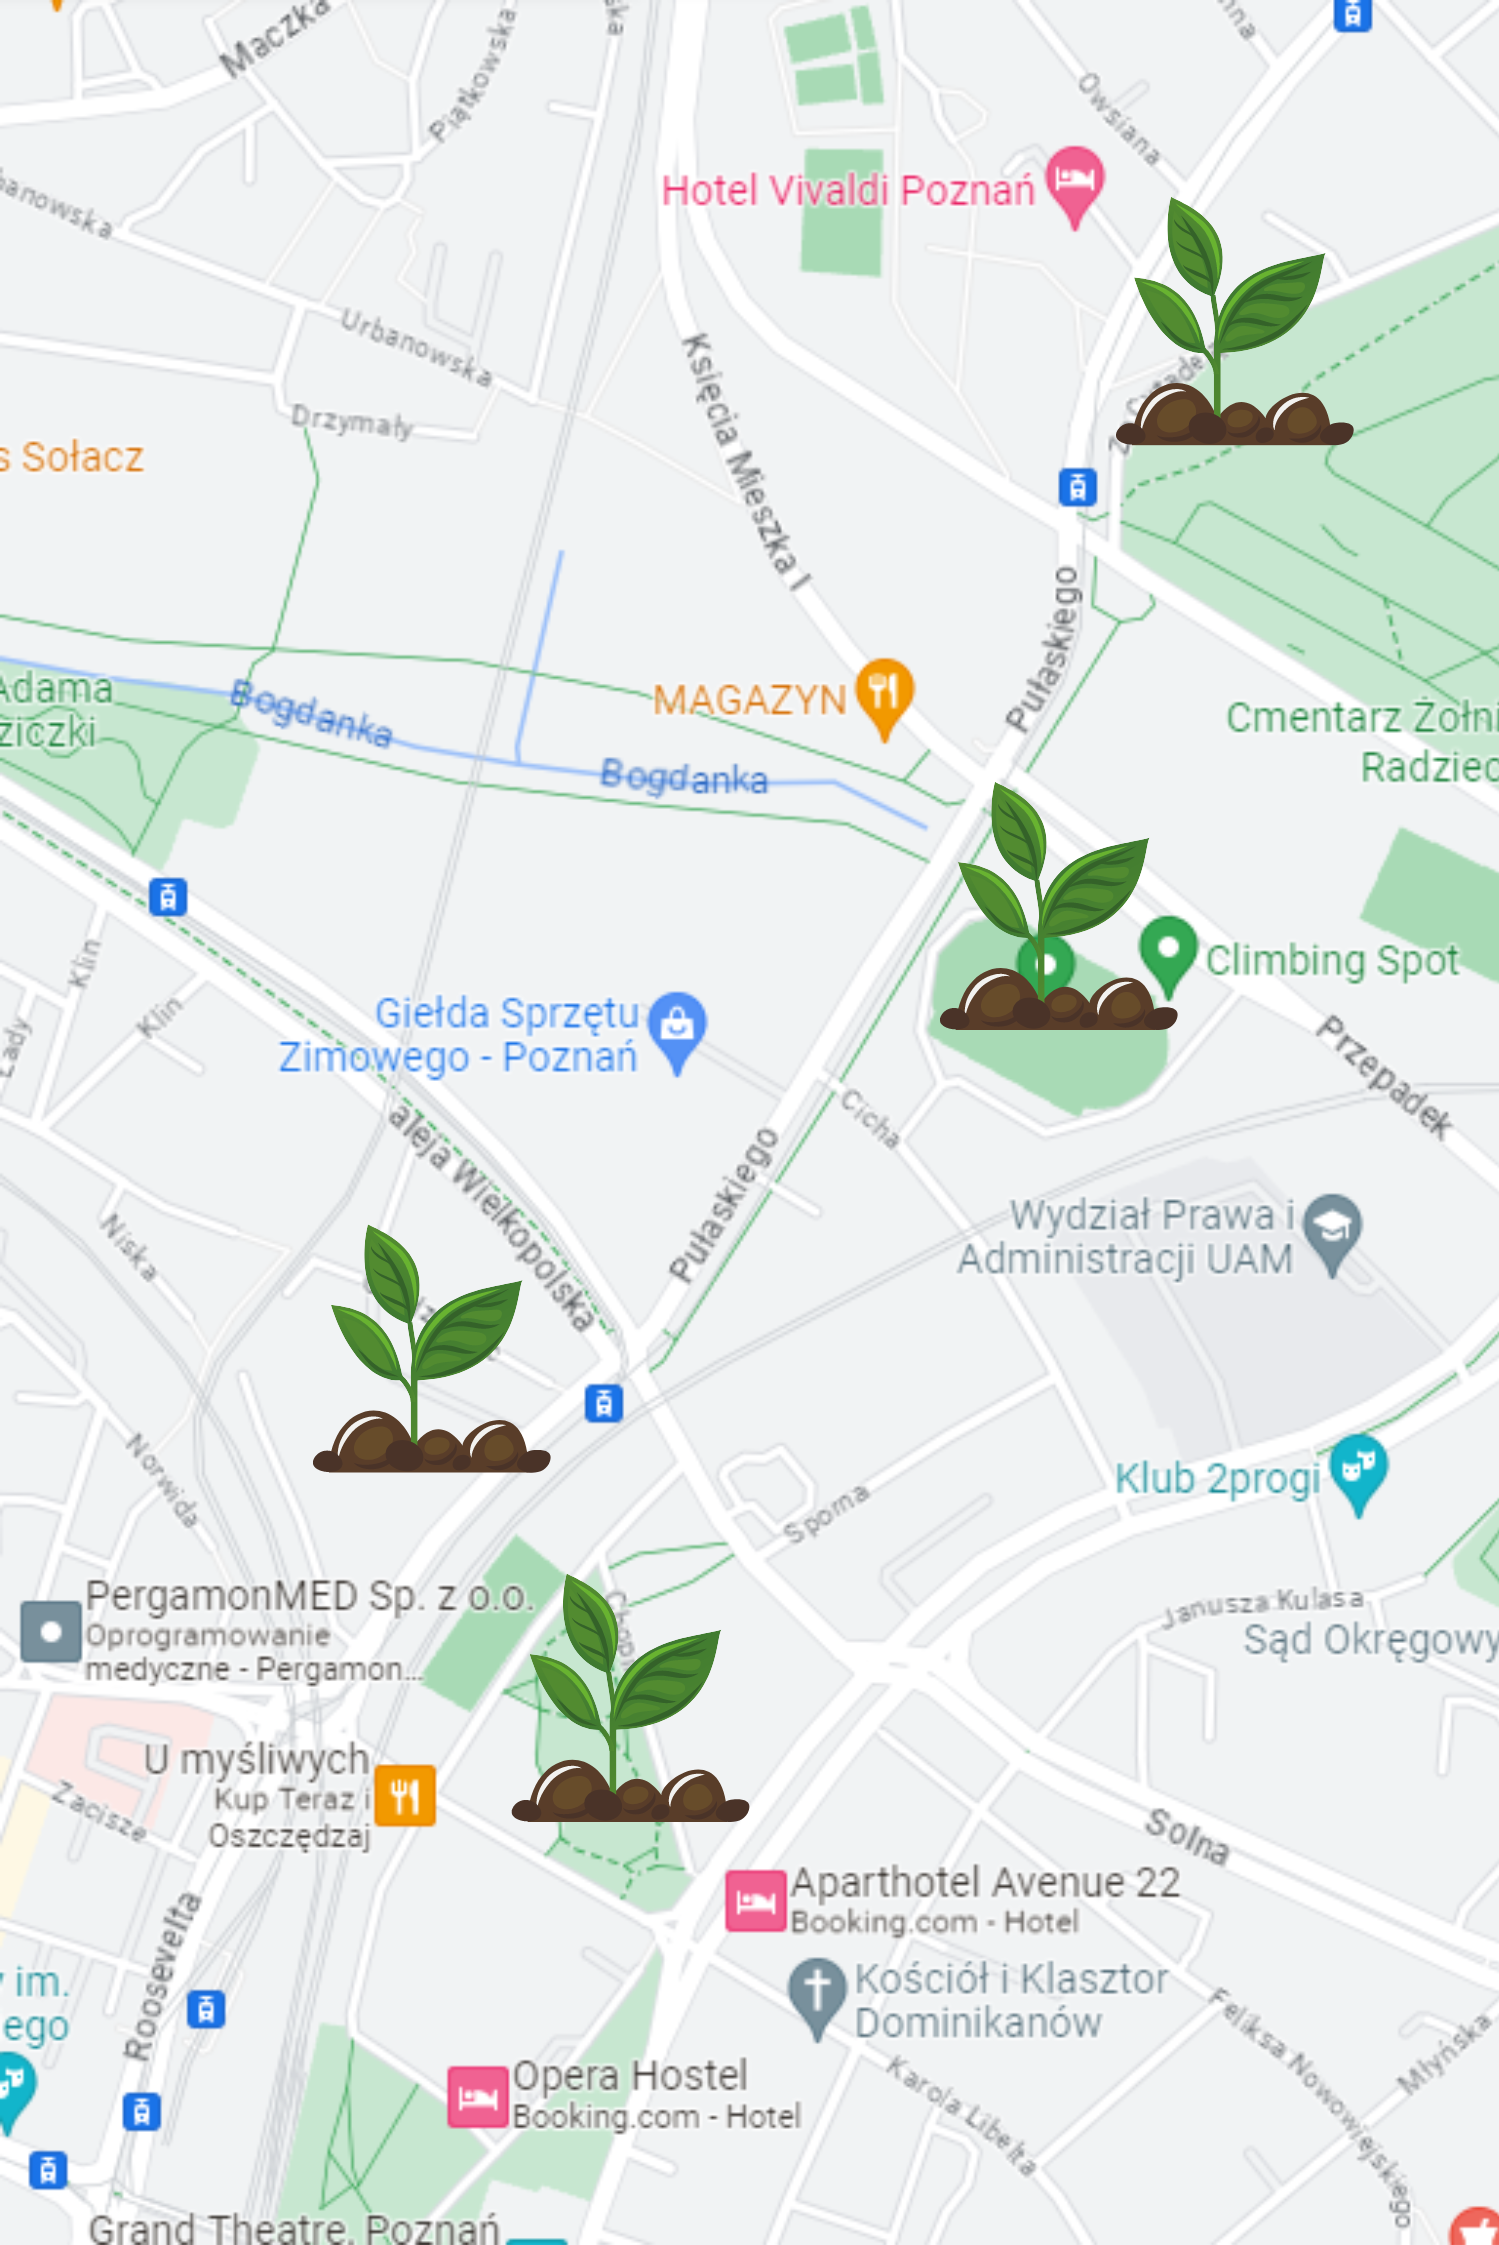 Maczka
Piątkowska
Owsiana
Hotel Vivaldi Poznań
Urbanowska
Księcia Mieszka I
Drzymały
s Sołacz
Pułaskiego
Adama
ziczki
Bogdanka
MAGAZYN
Bogdanka
Cmentarz Żołni
Radziec
Klin
Climbing Spot
Klin
Łady
Giełda Sprzętu
Zimowego - Poznań
Przepadek
Cicha
aleja Wielkopolska
Pułaskiego
Niska
Wydział Prawa i
Administracji UAM
Norwida
Klub 2progi
Sporna
PergamonMED Sp. z o.o.
Oprogramowanie
medyczne - Pergamon...
Janusza Kulasa
Sąd Okręgowy
U myśliwych
Kup Teraz i
Oszczędzaj
Zacisze
Solna
Aparthotel Avenue 22
Booking.com - Hotel
Roosevelta
Kościół i Klasztor
Dominikanów
y im.
ego
Feliksa Nowowiejskiego
Młyńska
Opera Hostel
Booking.com - Hotel
Karola Libelta
Grand Theatre, Poznań